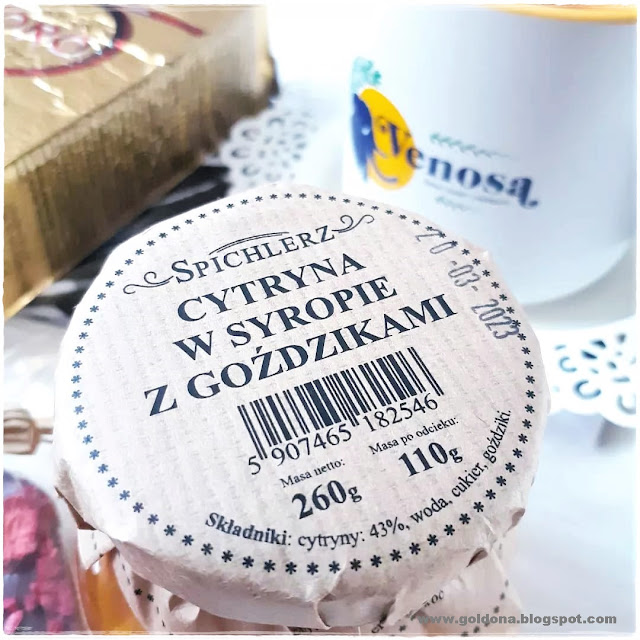 ORO
Venosa
SPICHLERZ
CYTRYNA
W SYROPIE
Z GOŹDZIKAMI
20-03-2023
5 907465 182546
Masa netto:
260g
Masa po odcieku:
110g
Składniki: cytryny: 43%, woda, cukier, goździki.
www.goldona.blogspot.com